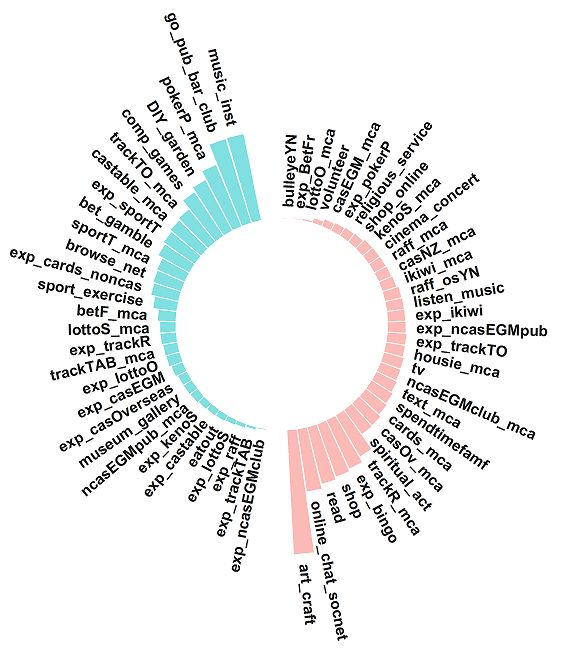 bulleyeYN
exp_BetFr
lottoO_mca
volunteer
casEGM_mca
exp_pokerP
religious_service
shop_online
kenoS_mca
cinema_concert
raff_mca
casNZ_mca
ikiwi_mca
raff_osYN
listen_music
exp_ikiwi
exp_ncasEGMpub
exp_trackTO
housie_mca
tv
ncasEGMclub_mca
text_mca
spendtimefamf
cards_mca
casOv_mca
spiritual_act
trackR_mca
exp_bingo
shop
read
online_chat_socnet
art_craft
exp_ncasEGMclub
exp_trackTAB
exp_raff
exp_lottoS
eatout
exp_castable
exp_kenoS
ncasEGMpub_mca
museum_gallery
exp_casOverseas
exp_casEGM
exp_lottoO
trackTAB_mca
exp_trackR
lottoS_mca
betF_mca
sport_exercise
exp_cards_noncas
browse_net
sportT_mca
bet_gamble
exp_sportT
castable_mca
trackTO_mca
comp_games
DIY_garden
pokerP_mca
go_pub_bar_club
music_inst